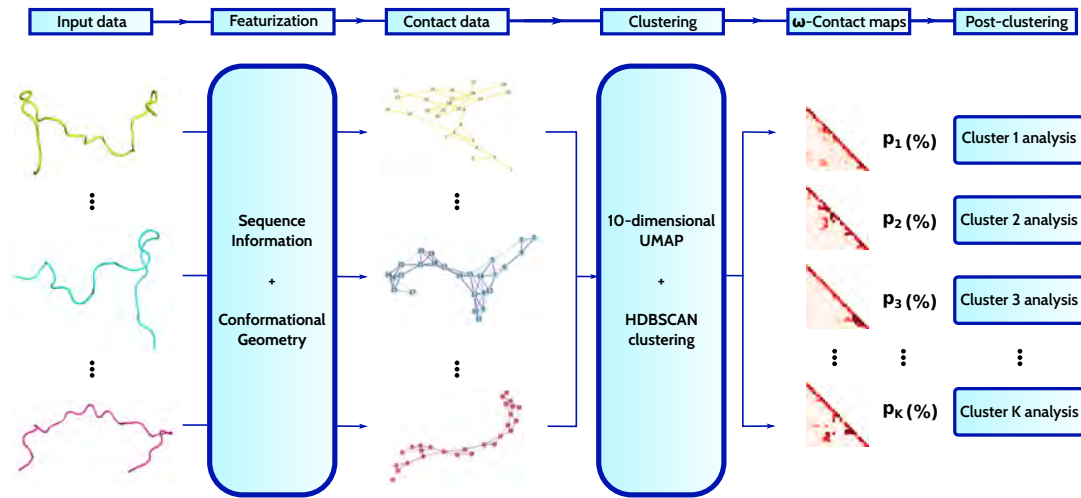 Input data
Featurization
Contact data
Clustering
ω-Contact maps
Post-clustering
Sequence
Information
+
Conformational
Geometry
10-dimensional
UMAP
+
HDBSCAN
clustering
p₁ (%)
Cluster 1 analysis
p₂ (%)
Cluster 2 analysis
p₃ (%)
Cluster 3 analysis
p_K (%)
Cluster K analysis